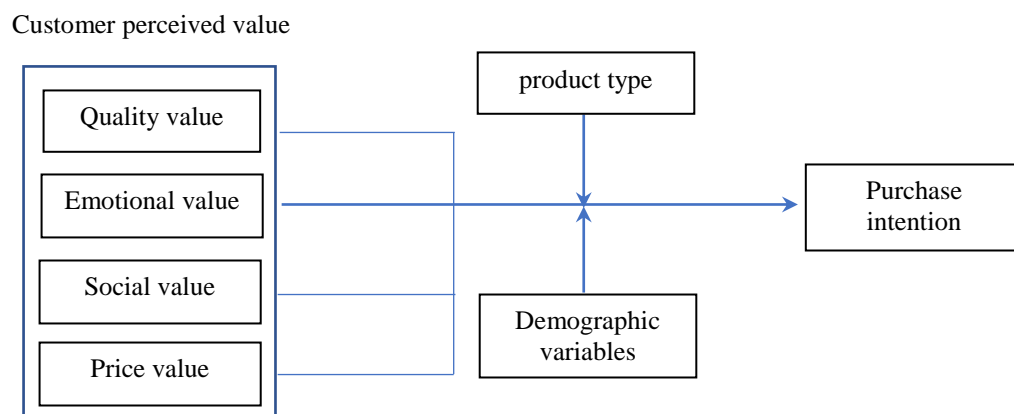 Customer perceived value
Quality value
Emotional value
Social value
Price value
product type
Demographic
variables
Purchase
intention